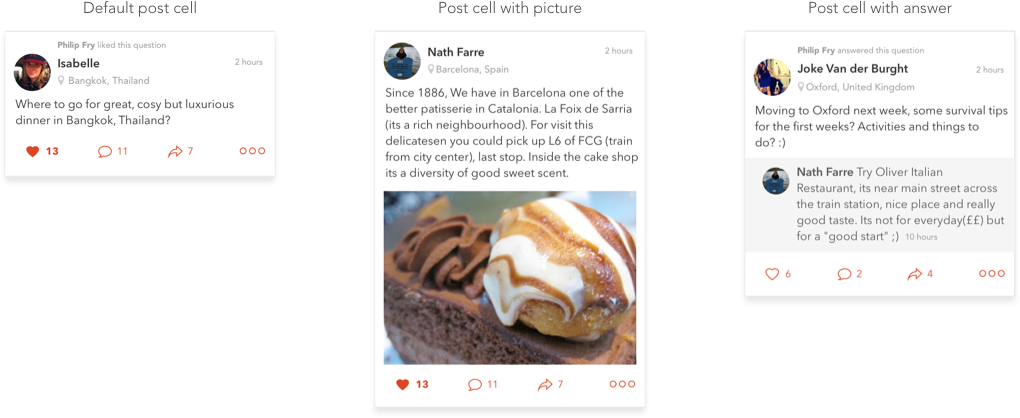 Default post cell
Philip Fry liked this question
Isabelle
2 hours
Bangkok, Thailand
Where to go for great, cosy but luxurious
dinner in Bangkok, Thailand?
13
11
7
Post cell with picture
Nath Farre
2 hours
Barcelona, Spain
Since 1886, We have in Barcelona one of the
better patisserie in Catalonia. La Foix de Sarria
(its a rich neighbourhood). For visit this
delicatesen you could pick up L6 of FCG (train
from city center), last stop. Inside the cake shop
its a diversity of good sweet scent.
13
11
7
Post cell with answer
Philip Fry answered this question
Joke Van der Burght
2 hours
Oxford, United Kingdom
Moving to Oxford next week, some survival tips
for the first weeks? Activities and things to
do? :)
Nath Farre Try Oliver Italian
Restaurant, its near main street across
the train station, nice place and really
good taste. Its not for everyday(££) but
for a "good start" ;) 10 hours
6
2
4